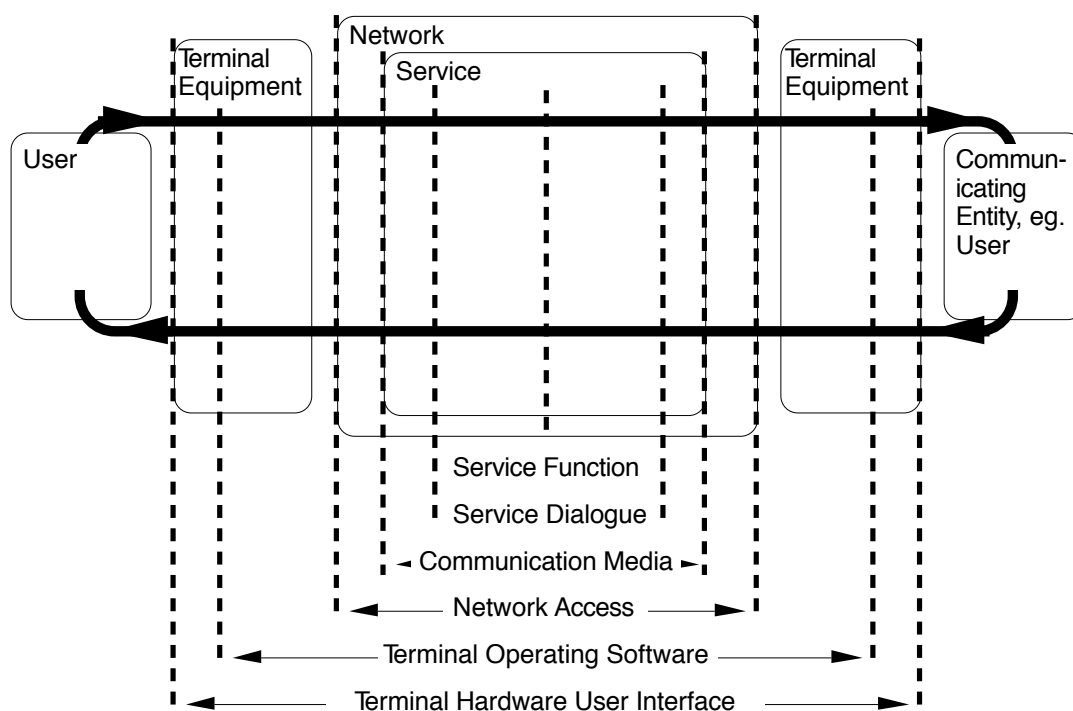 Network
Terminal
Equipment
Service
Terminal
Equipment
User
Commun-
icating
Entity, eg.
User
Service Function
Service Dialogue
Communication Media
Network Access
Terminal Operating Software
Terminal Hardware User Interface